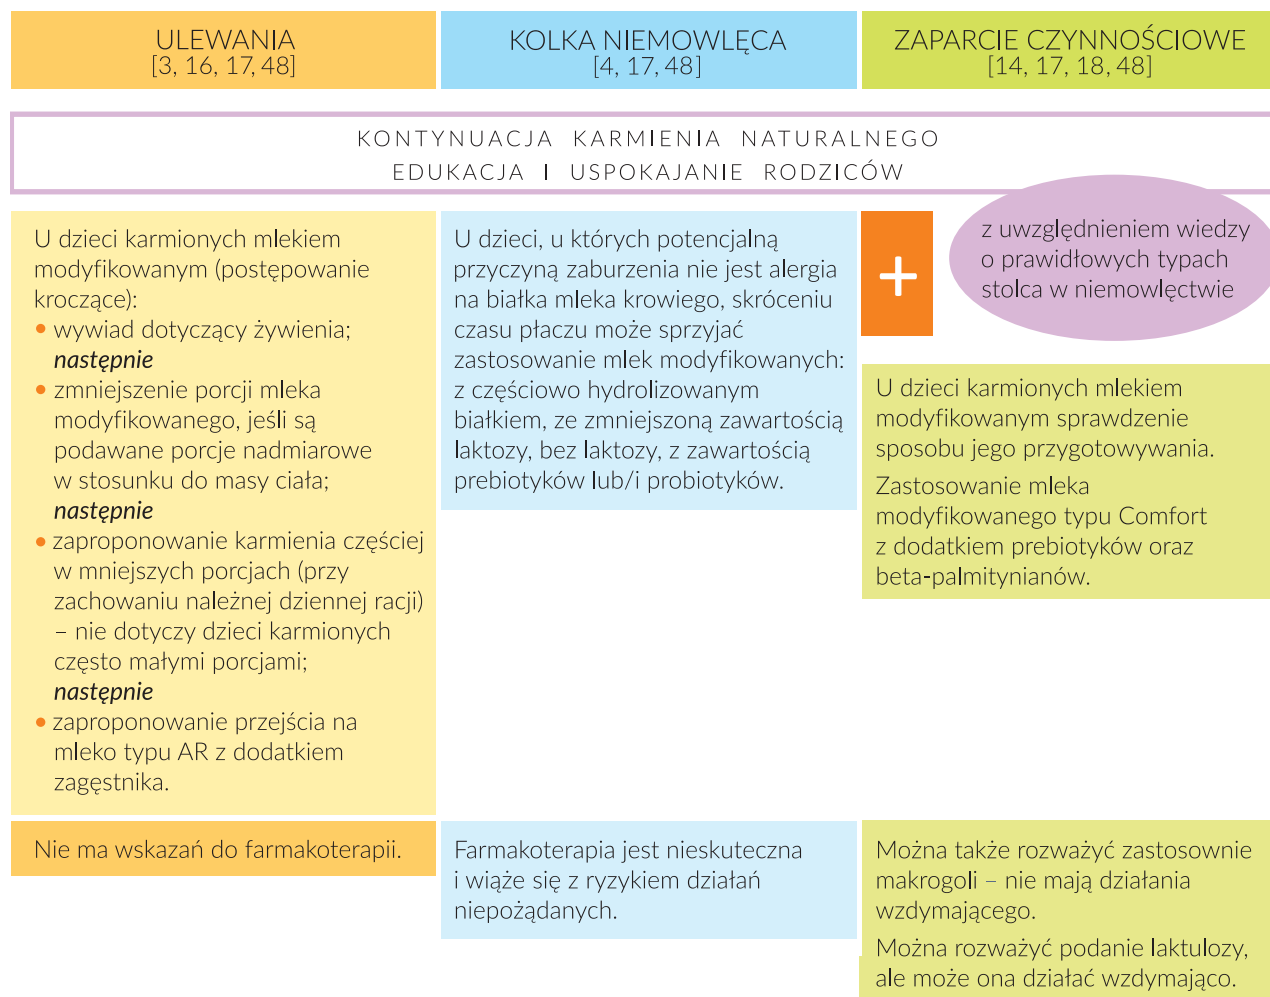 ULEWANIA
[3, 16, 17, 48]
KOLKA NIEMOWLĘCA
[4, 17, 48]
ZAPARCIE CZYNNOŚCIOWE
[14, 17, 18, 48]
KONTYNUACJA KARMIENIA NATURALNEGO
EDUKACJA I USPOKAJANIE RODZICÓW
U dzieci karmionych mlekiem
modyfikowanym (postępowanie
kroczące):
• wywiad dotyczący żywienia;
następnie
• zmniejszenie porcji mleka
modyfikowanego, jeśli są
podawane porcje nadmiarowe
w stosunku do masy ciała;
następnie
• zaproponowanie karmienia częściej
w mniejszych porcjach (przy
zachowaniu należnej dziennej racji)
– nie dotyczy dzieci karmionych
często małymi porcjami;
następnie
• zaproponowanie przejścia na
mleko typu AR z dodatkiem
zagęstnika.
Nie ma wskazań do farmakoterapii.
U dzieci, u których potencjalną
przyczyną zaburzenia nie jest alergia
na białka mleka krowiego, skróceniu
czasu płaczu może sprzyjać
zastosowanie mlek modyfikowanych:
z częściowo hydrolizowanym
białkiem, ze zmniejszoną zawartością
laktozy, bez laktozy, z zawartością
prebiotyków lub/i probiotyków.
Farmakoterapia jest nieskuteczna
i wiąże się z ryzykiem działań
niepożądanych.
+
z uwzględnieniem wiedzy
o prawidłowych typach
stolca w niemowlęctwie
U dzieci karmionych mlekiem
modyfikowanym sprawdzenie
sposobu jego przygotowywania.
Zastosowanie mleka
modyfikowanego typu Comfort
z dodatkiem prebiotyków oraz
beta-palmitynianów.
Można także rozważyć zastosownie
makrogoli – nie mają działania
wzdymającego.
Można rozważyć podanie laktulozy,
ale może ona działać wzdymająco.